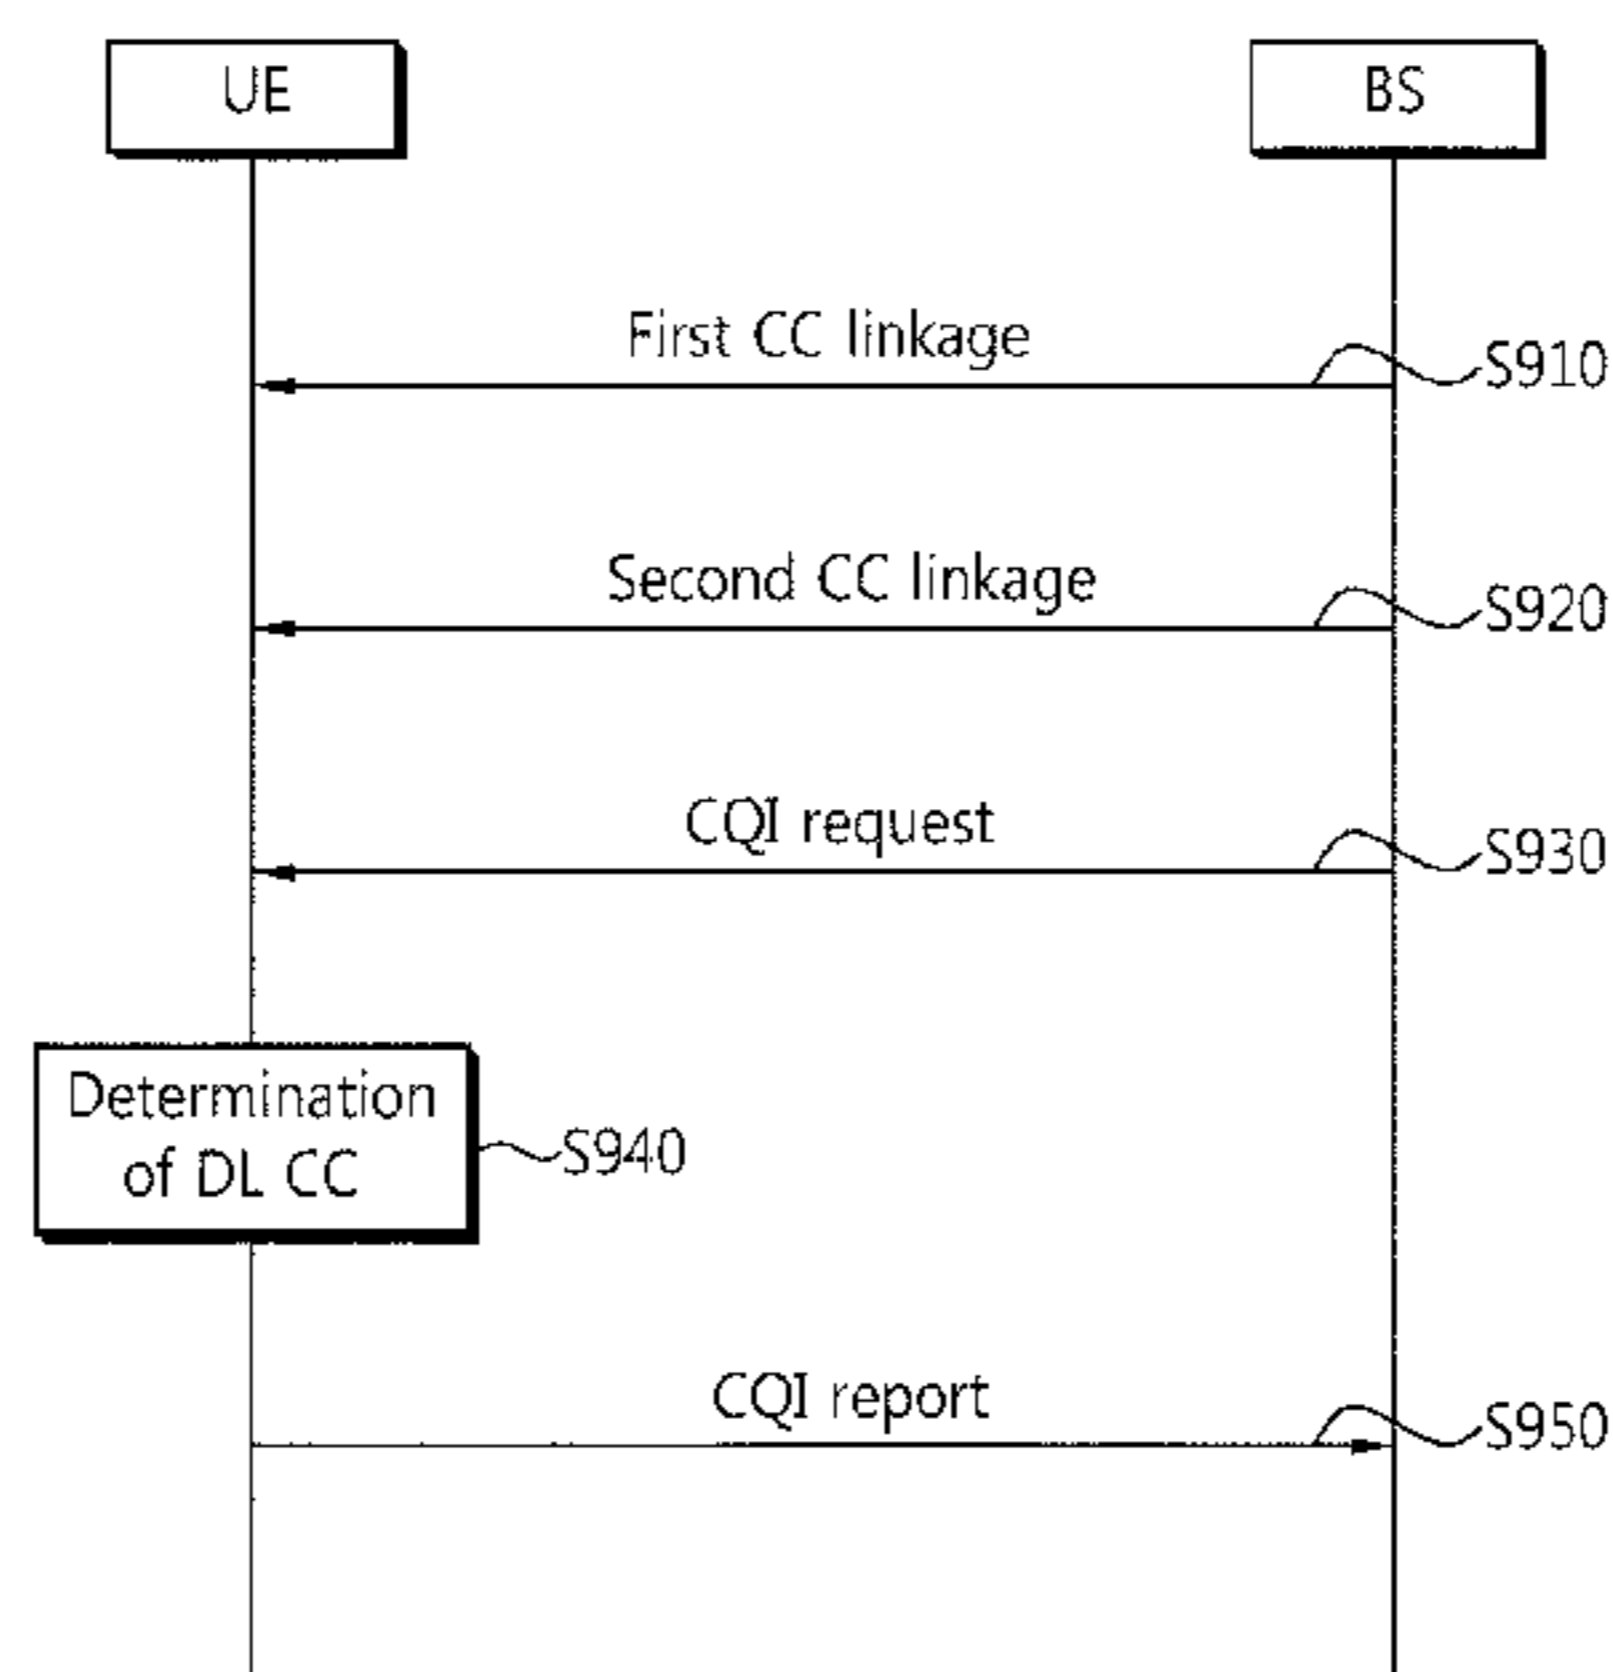 UE
BS
First CC linkage
S910
Second CC linkage
S920
CQI request
S930
Determination
of DL CC
S940
CQI report
S950